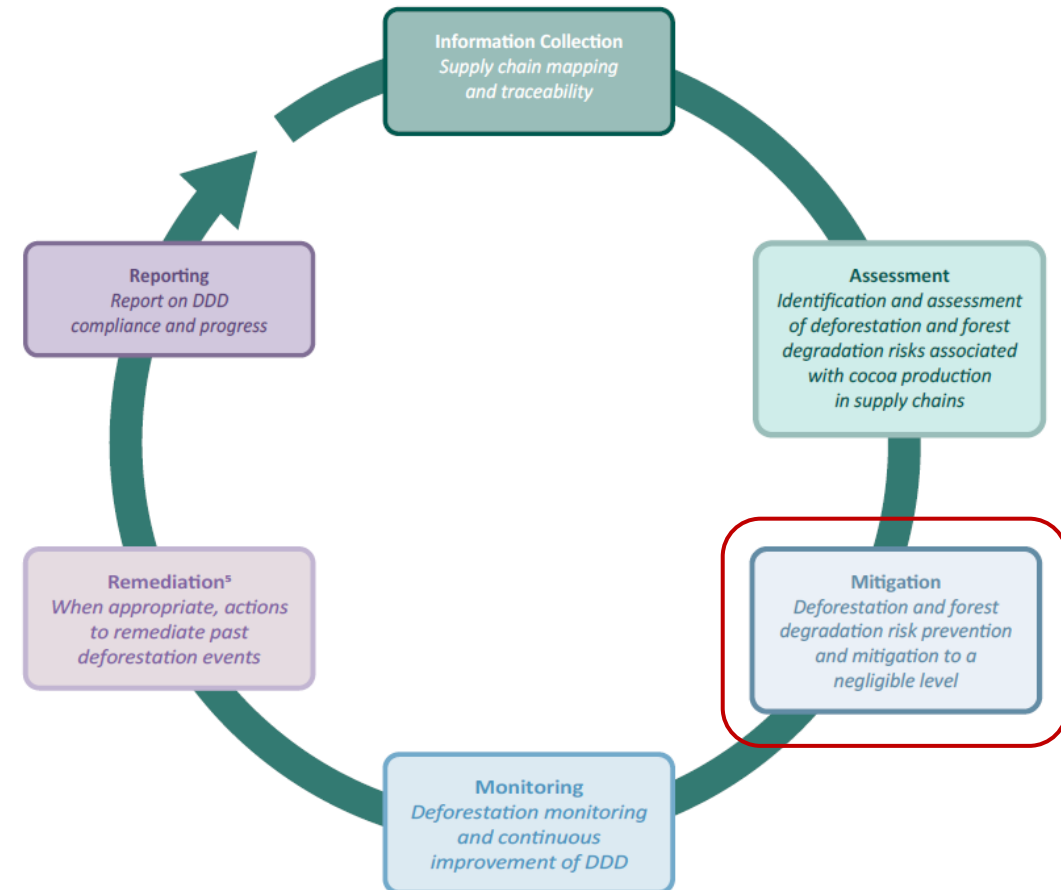 Information Collection
Supply chain mapping
and traceability
Assessment
Identification and assessment
of deforestation and forest
degradation risks associated
with cocoa production
in supply chains
Mitigation
Deforestation and forest
degradation risk prevention
and mitigation to a
negligible level
Monitoring
Deforestation monitoring
and continuous
improvement of DDD
Remediation⁵
When appropriate, actions
to remediate past
deforestation events
Reporting
Report on DDD
compliance and progress